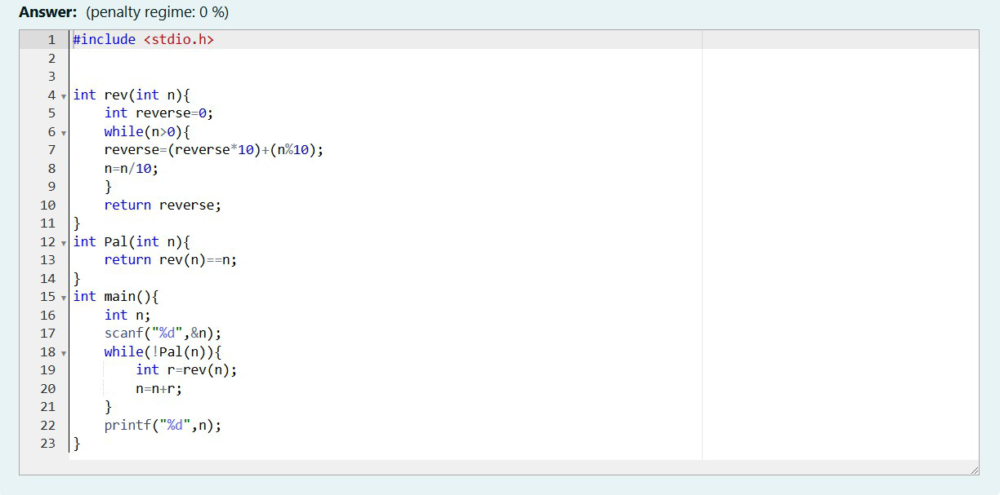 Answer: (penalty regime: 0 %)
1 #include <stdio.h>
2
3
4 int rev(int n){
5     int reverse=0;
6     while(n>0){
7     reverse=(reverse*10)+(n%10);
8     n=n/10;
9     }
10     return reverse;
11 }
12 int Pal(int n){
13     return rev(n)==n;
14 }
15 int main(){
16     int n;
17     scanf("%d",&n);
18     while(!Pal(n)){
19         int r=rev(n);
20         n=n+r;
21     }
22     printf("%d",n);
23 }